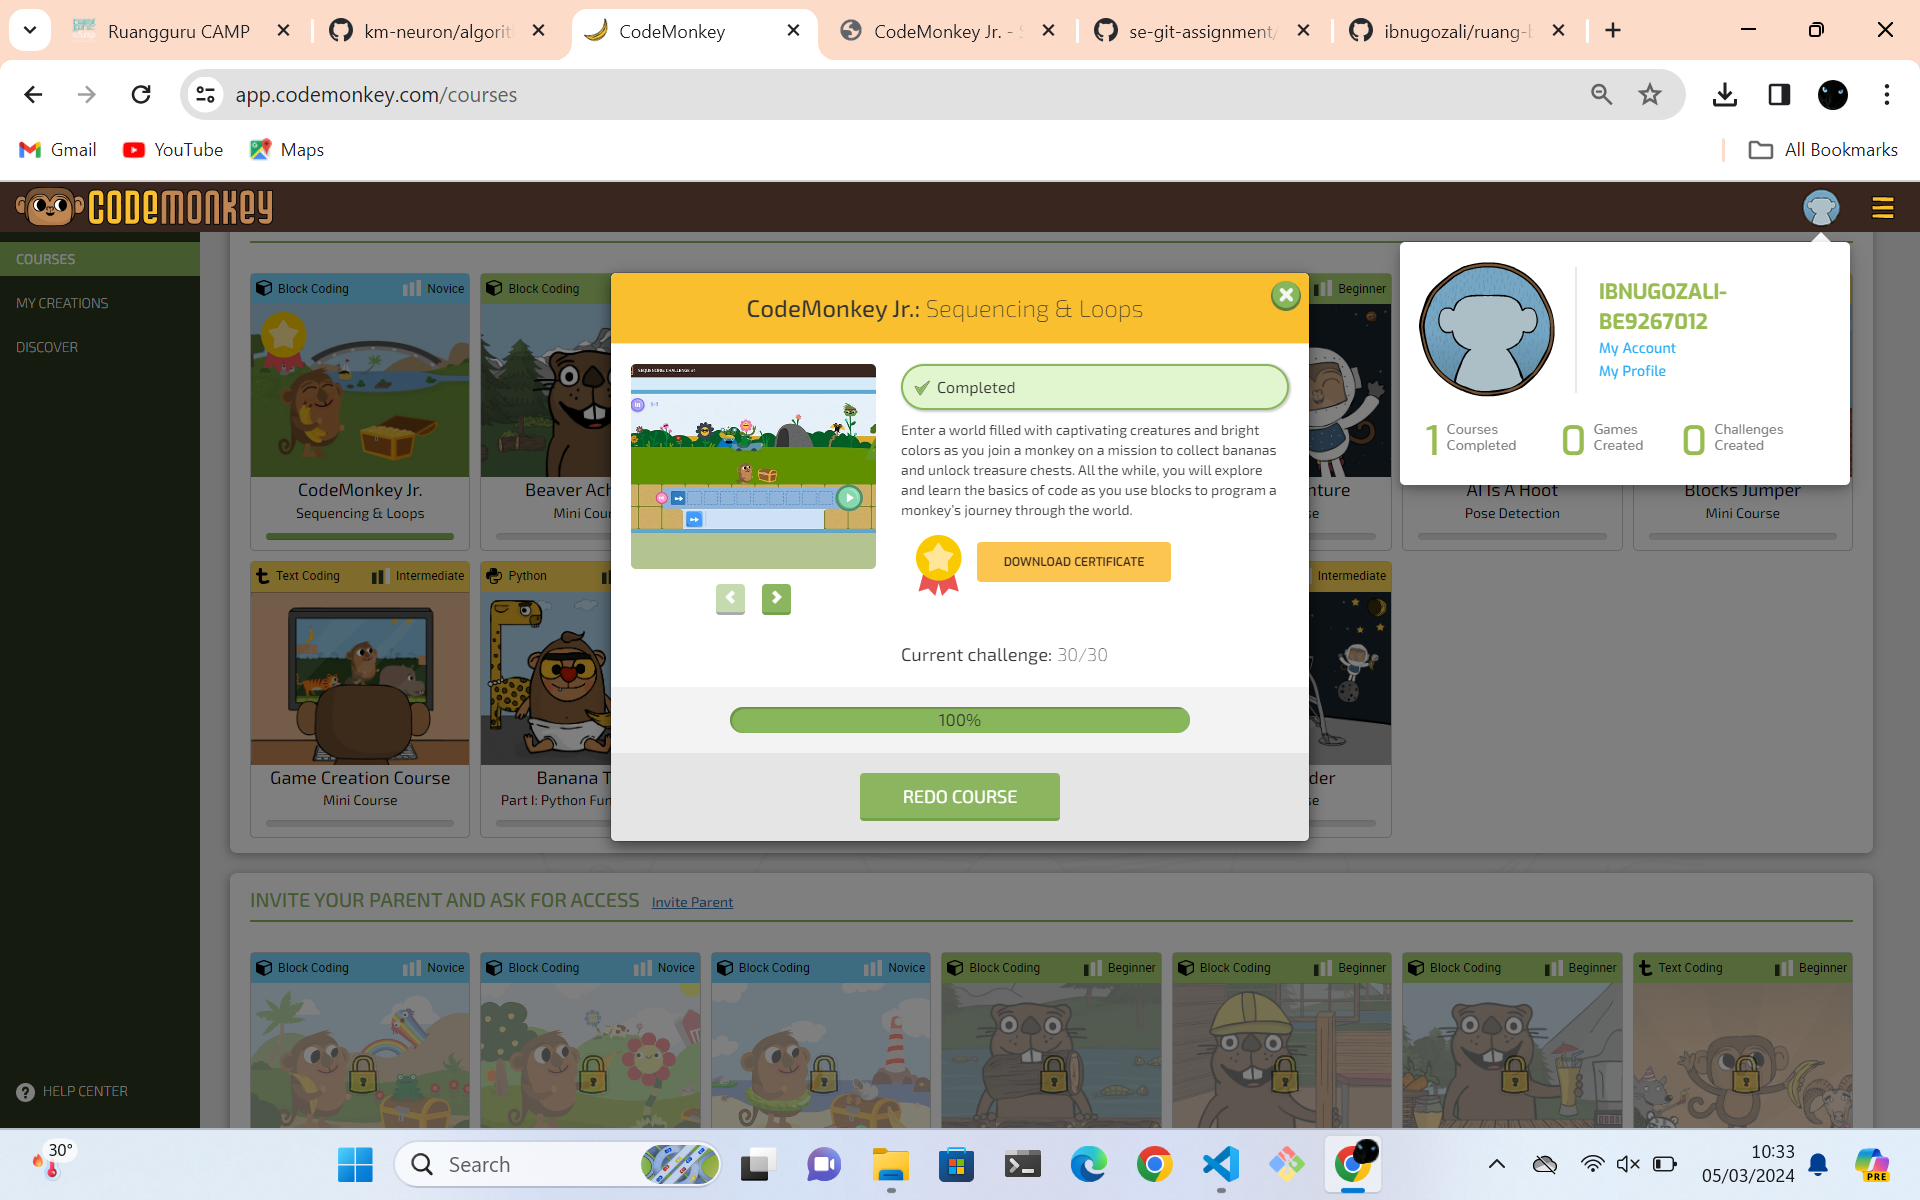 Ruangguru CAMP
km-neuron/algorit
CodeMonkey
CodeMonkey Jr. - S
se-git-assignment/
ibnugozali/ruang-b
app.codemonkey.com/courses
Gmail
YouTube
Maps
All Bookmarks
CODEMONKEY
COURSES
MY CREATIONS
DISCOVER
HELP CENTER
Block Coding
Novice
CodeMonkey Jr.
Sequencing & Loops
Block Coding
Beaver Ach
Mini Cour
Beginner
nture
se
AI Is A Hoot
Pose Detection
Blocks Jumper
Mini Course
IBNUGOZALI-
BE9267012
My Account
My Profile
1 Courses Completed
0 Games Created
0 Challenges Created
CodeMonkey Jr.: Sequencing & Loops
SEQUENCING CHALLENGE #1
1-1
Completed
Enter a world filled with captivating creatures and bright
colors as you join a monkey on a mission to collect bananas
and unlock treasure chests. All the while, you will explore
and learn the basics of code as you use blocks to program a
monkey's journey through the world.
DOWNLOAD CERTIFICATE
Current challenge: 30/30
100%
REDO COURSE
Text Coding
Intermediate
Game Creation Course
Mini Course
Python
Banana T
Part I: Python Fun
Intermediate
der
se
INVITE YOUR PARENT AND ASK FOR ACCESS Invite Parent
Block Coding Novice
Block Coding Novice
Block Coding Novice
Block Coding Beginner
Block Coding Beginner
Block Coding Beginner
Text Coding Beginner
30°
Search
10:33
05/03/2024
PRE